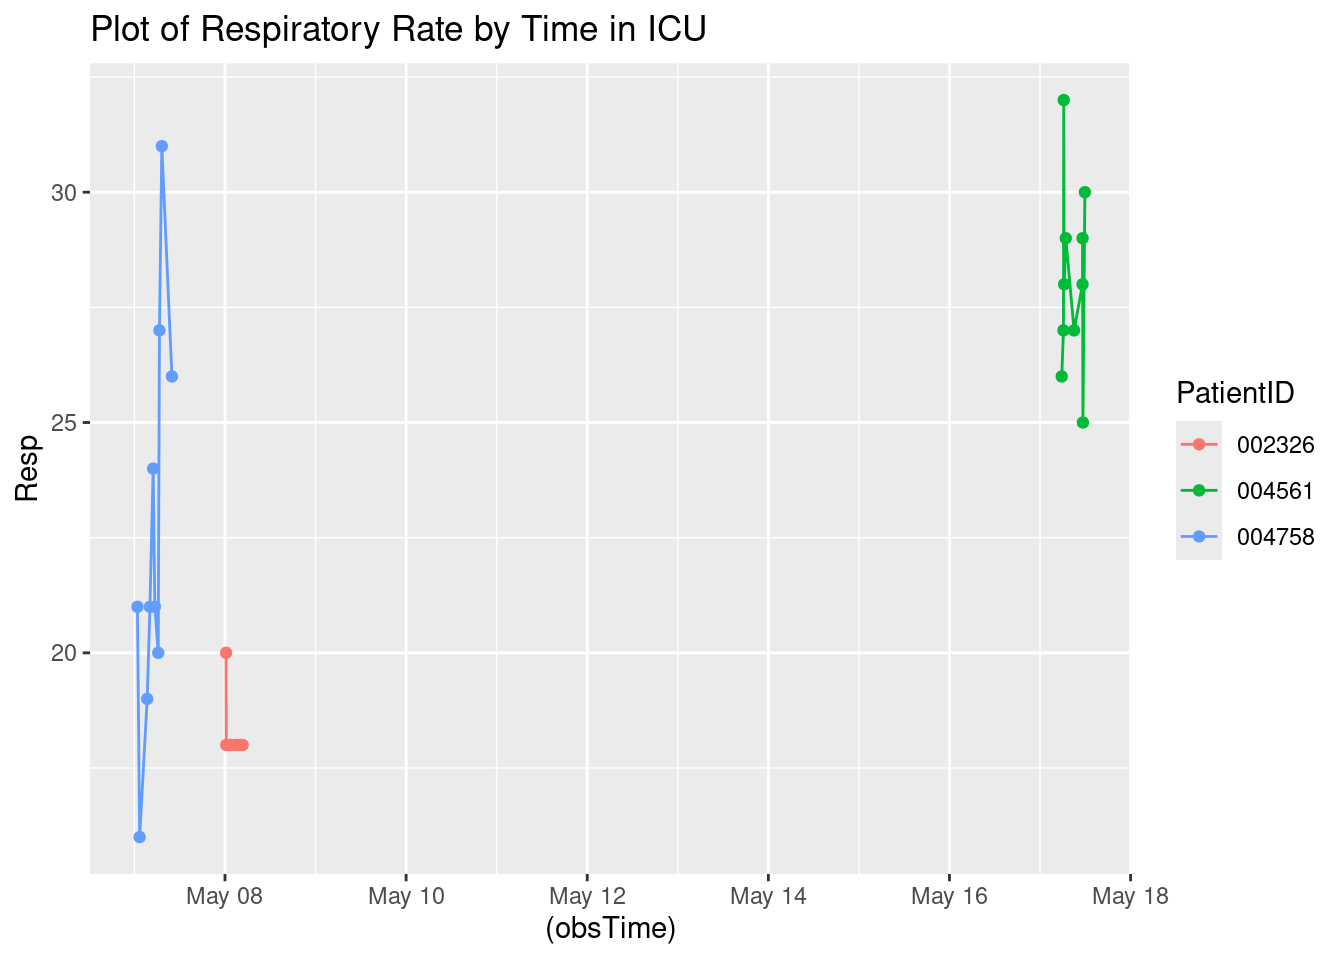 Plot of Respiratory Rate by Time in ICU
30
25
20
Resp
May 08 May 10 May 12 May 14 May 16 May 18
(obsTime)
PatientID
002326
004561
004758